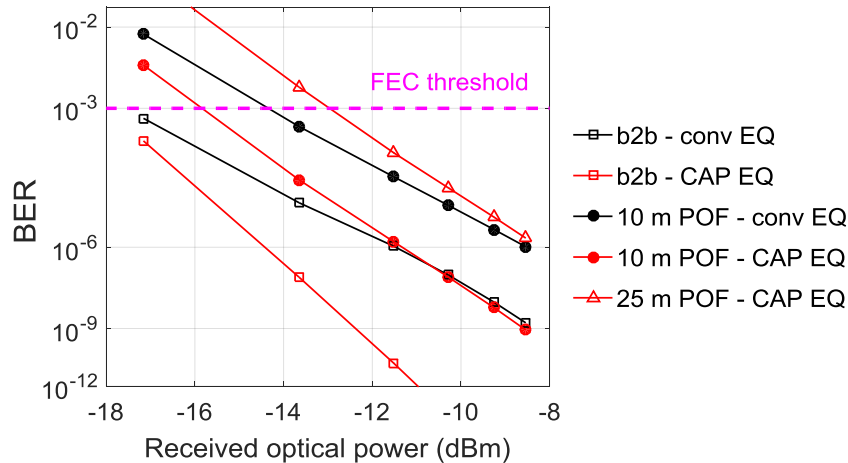 10-2
10-3
10-6
10-9
10-12
BER
-18 -16 -14 -12 -10 -8
Received optical power (dBm)
FEC threshold
b2b - conv EQ
b2b - CAP EQ
10 m POF - conv EQ
10 m POF - CAP EQ
25 m POF - CAP EQ